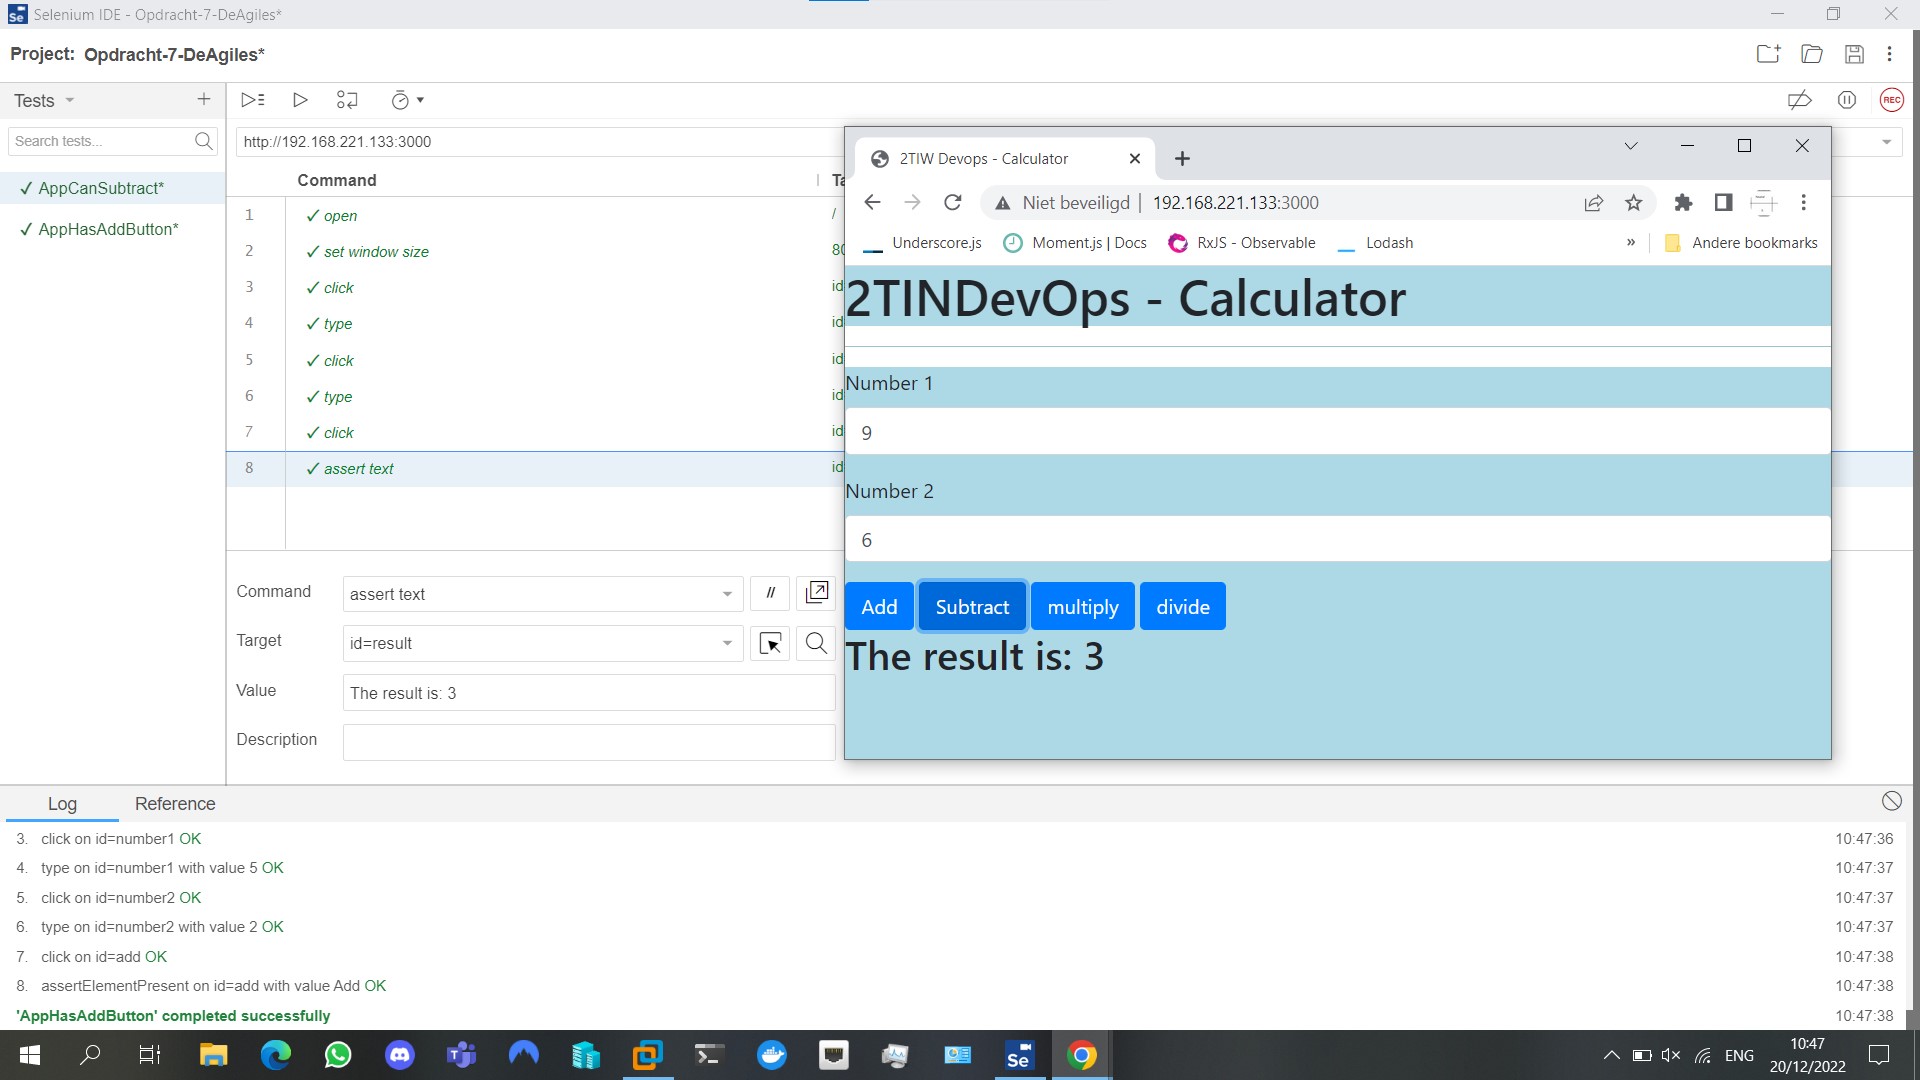 Selenium IDE - Opdracht-7-DeAgiles*
Project: Opdracht-7-DeAgiles*
Tests
REC
Search tests...
http://192.168.221.133:3000
AppCanSubtract*
AppHasAddButton*
Command
1 open /
2 set window size
3 click id
4 type id
5 click id
6 type id
7 click id
8 assert text id
Command assert text //
Target id=result
Value The result is: 3
Description
2TIW Devops - Calculator
Niet beveiligd 192.168.221.133:3000
Underscore.js Moment.js | Docs RxJS - Observable Lodash » Andere bookmarks
2TINDevOps - Calculator
Number 1
9
Number 2
6
Add Subtract multiply divide
The result is: 3
Log Reference
3. click on id=number1 OK 10:47:36
4. type on id=number1 with value 5 OK 10:47:37
5. click on id=number2 OK 10:47:37
6. type on id=number2 with value 2 OK 10:47:37
7. click on id=add OK 10:47:38
8. assertElementPresent on id=add with value Add OK 10:47:38
'AppHasAddButton' completed successfully 10:47:38
Se
ENG
10:47
20/12/2022